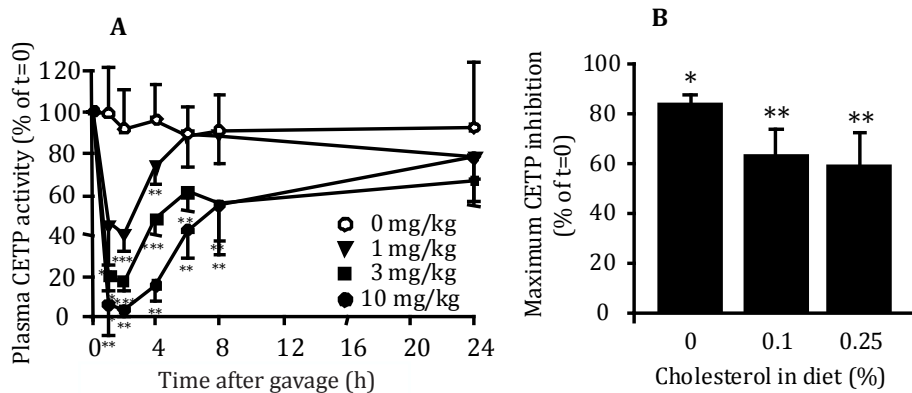 A
Plasma CETP activity (% of t=0)
120
100
80
60
40
20
0
**
***
**
***
***
**
**
**
**
**
**
0 mg/kg
1 mg/kg
3 mg/kg
10 mg/kg
0 4 8 12 16 20 24
Time after gavage (h)
B
Maximum CETP inhibition
(% of t=0)
100
80
60
40
20
0
*
**
**
0 0.1 0.25
Cholesterol in diet (%)